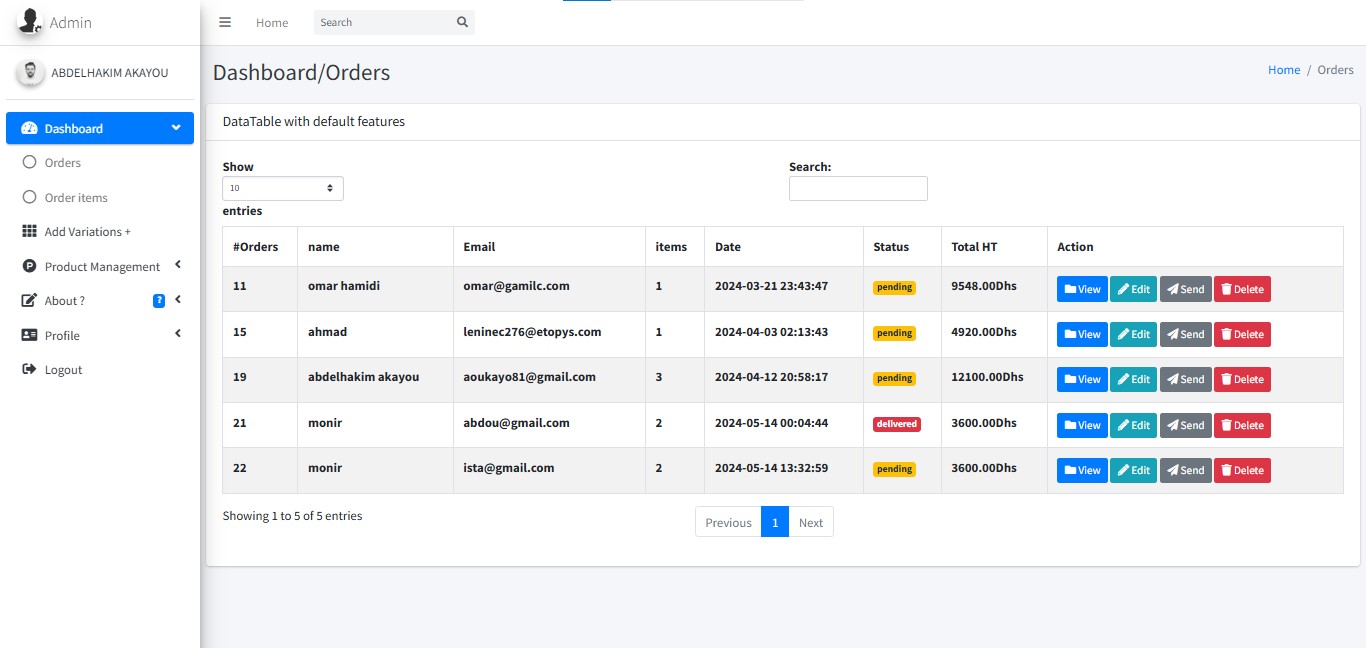 Admin
Home
Search
ABDELHAKIM AKAYOU
Dashboard/Orders
Home / Orders
Dashboard
Orders
Order items
Add Variations +
Product Management
About ?
?
Profile
Logout
DataTable with default features
Show
10
entries
Search:
#Orders name Email items Date Status Total HT Action
11 omar hamidi omar@gamilc.com 1 2024-03-21 23:43:47 pending 9548.00Dhs View Edit Send Delete
15 ahmad leninec276@etopys.com 1 2024-04-03 02:13:43 pending 4920.00Dhs View Edit Send Delete
19 abdelhakim akayou aoukayo81@gmail.com 3 2024-04-12 20:58:17 pending 12100.00Dhs View Edit Send Delete
21 monir abdou@gmail.com 2 2024-05-14 00:04:44 delivered 3600.00Dhs View Edit Send Delete
22 monir ista@gmail.com 2 2024-05-14 13:32:59 pending 3600.00Dhs View Edit Send Delete
Showing 1 to 5 of 5 entries
Previous 1 Next